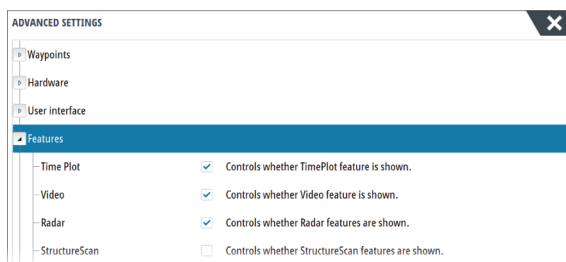 ADVANCED SETTINGS
Waypoints
Hardware
User interface
Features
Time Plot Controls whether TimePlot feature is shown.
Video Controls whether Video feature is shown.
Radar Controls whether Radar features are shown.
StructureScan Controls whether StructureScan features are shown.